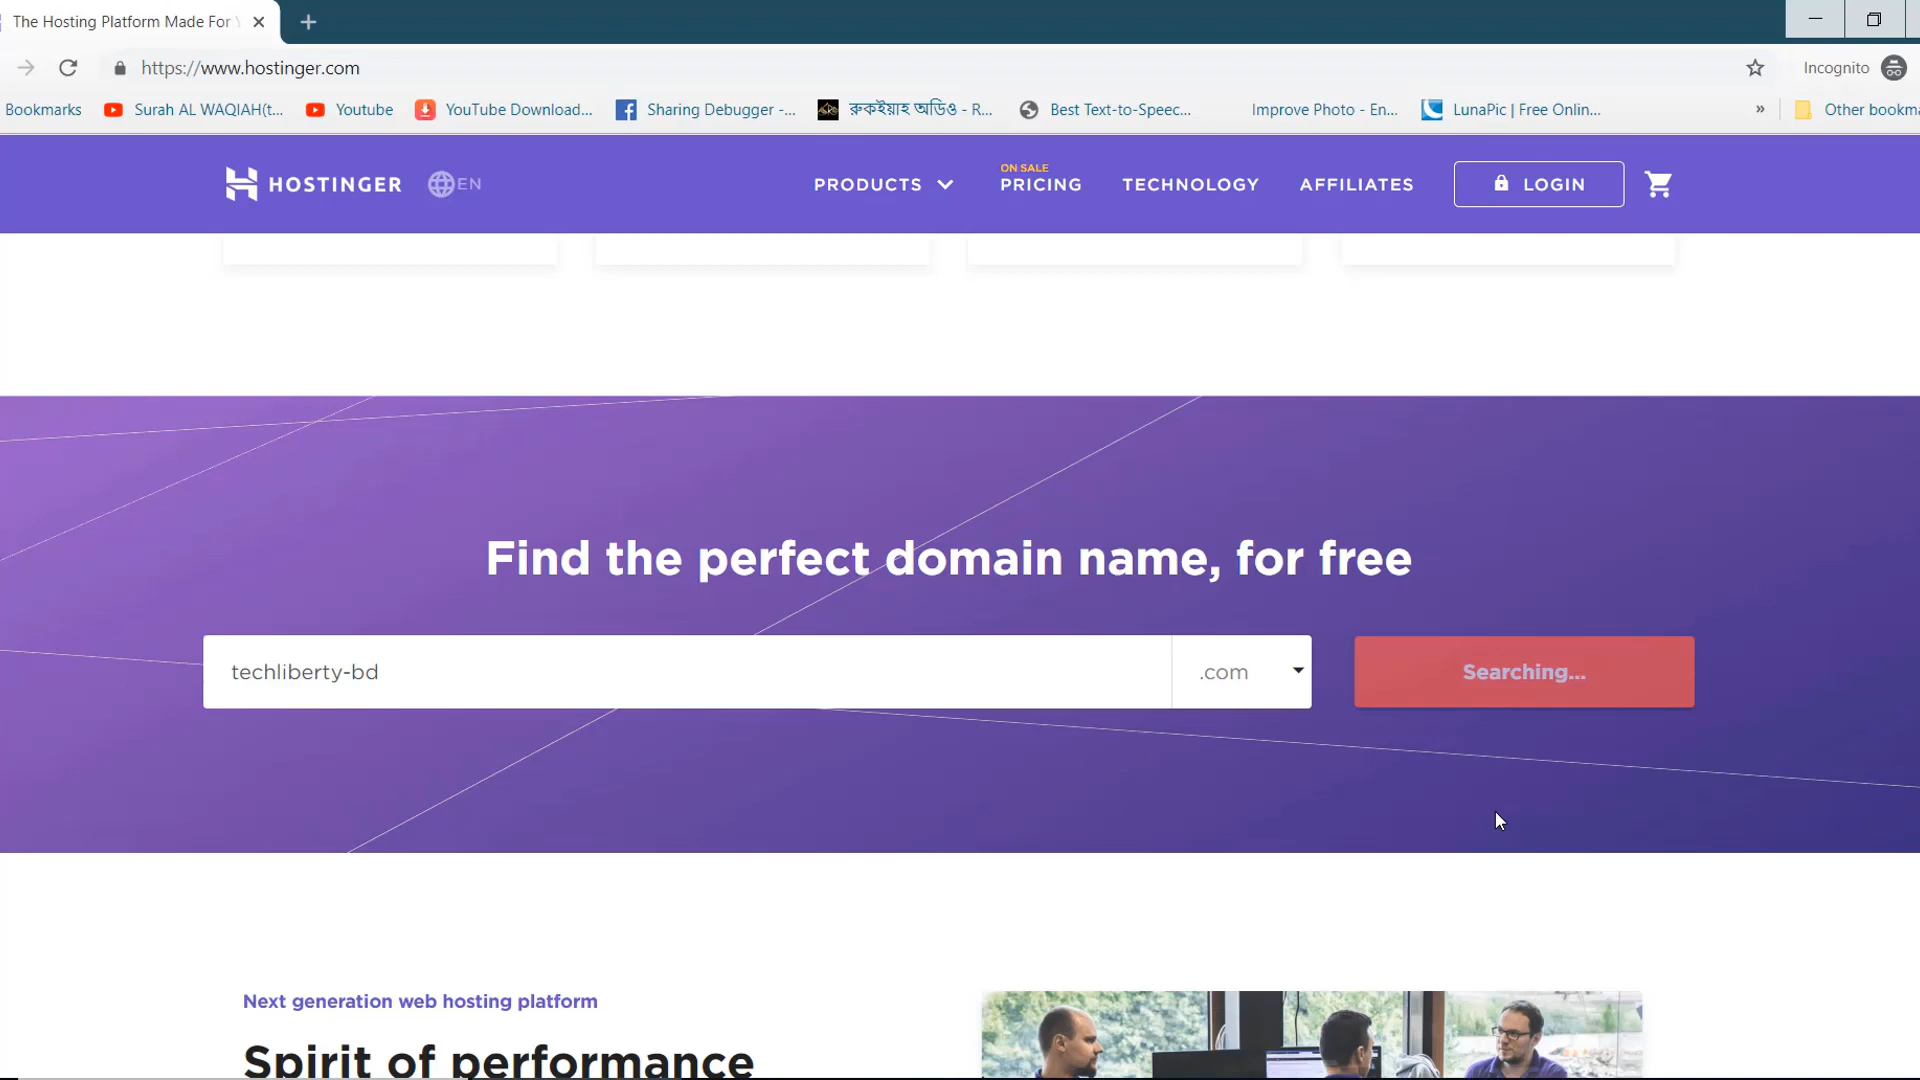 The Hosting Platform Made For
https://www.hostinger.com
Incognito
Bookmarks
Surah AL WAQIAH(t...
Youtube
YouTube Download...
Sharing Debugger -...
রুকইয়াহ অডিও - R...
Best Text-to-Speec...
Improve Photo - En...
LunaPic | Free Onlin...
»
Other bookma
HOSTINGER
EN
PRODUCTS
ON SALE
PRICING
TECHNOLOGY
AFFILIATES
LOGIN
Find the perfect domain name, for free
techliberty-bd
.com
Searching...
Next generation web hosting platform
Spirit of performance